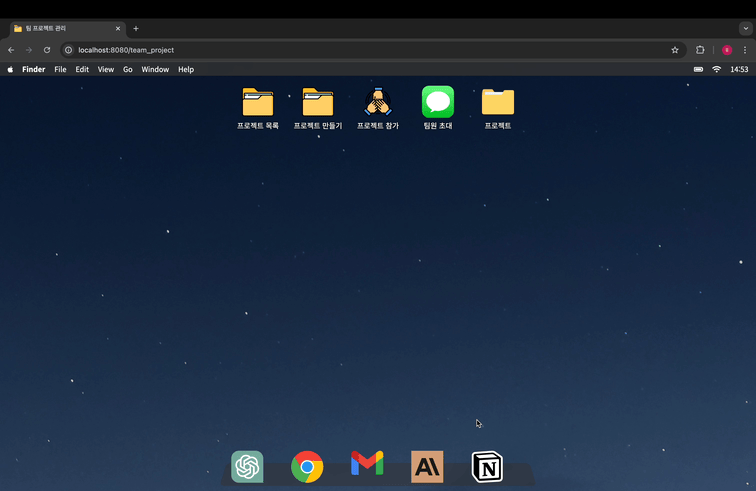 팀 프로젝트 관리
localhost:8080/team_project
Finder File Edit View Go Window Help 14:53
프로젝트 목록 프로젝트 만들기 프로젝트 참가 팀원 초대 프로젝트